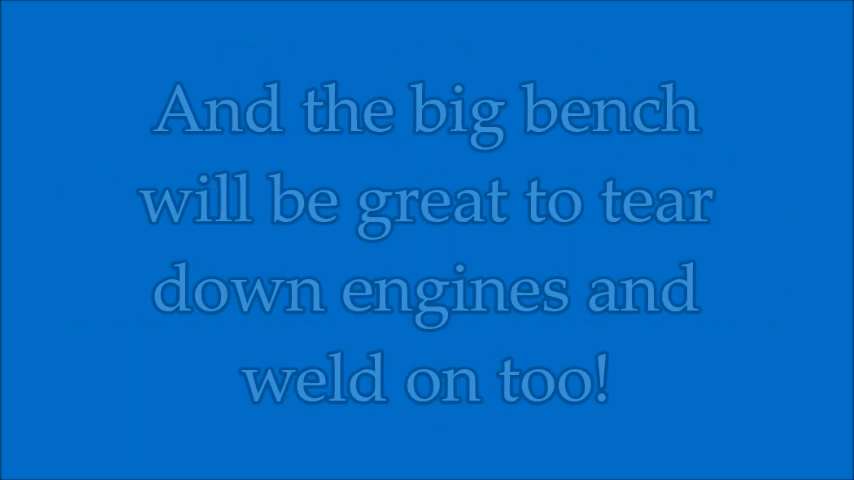 And the big bench
will be great to tear
down engines and
weld on too!